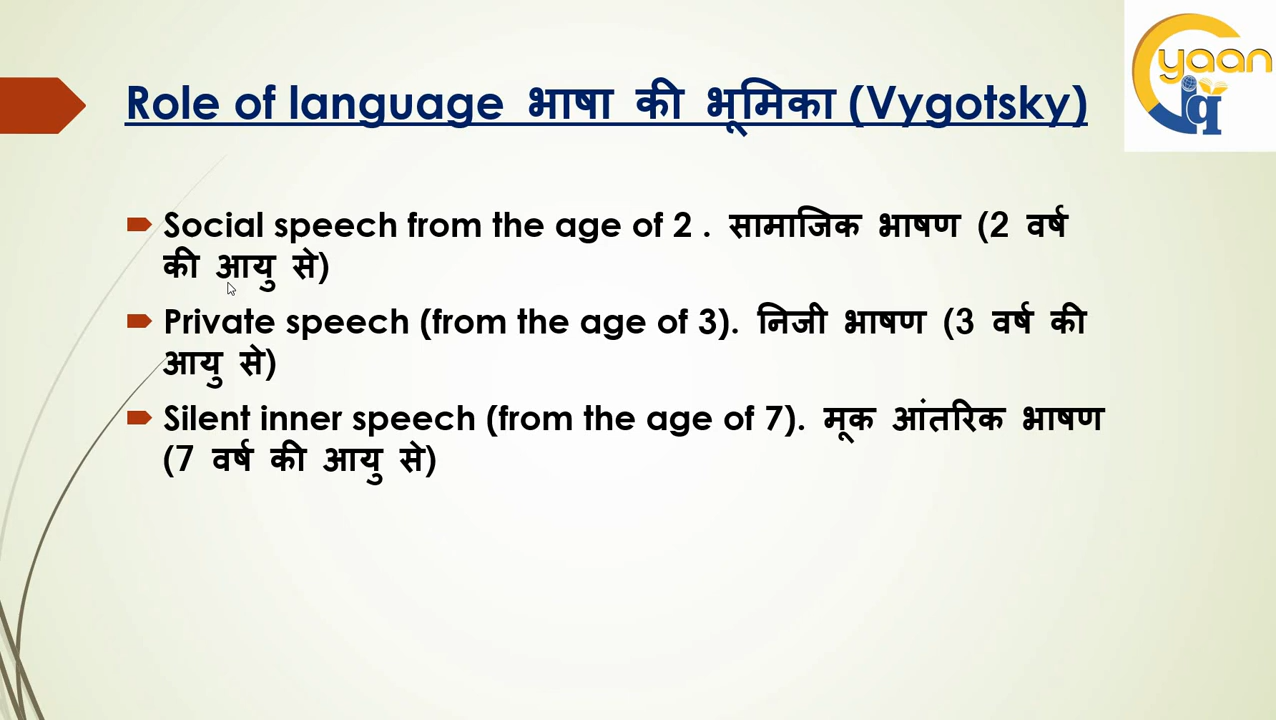 Role of language भाषा की भूमिका (Vygotsky)
yaan
q
Social speech from the age of 2 . सामाजिक भाषण (2 वर्ष
की आयु से)
Private speech (from the age of 3). निजी भाषण (3 वर्ष की
आयु से)
Silent inner speech (from the age of 7). मूक आंतरिक भाषण
(7 वर्ष की आयु से)